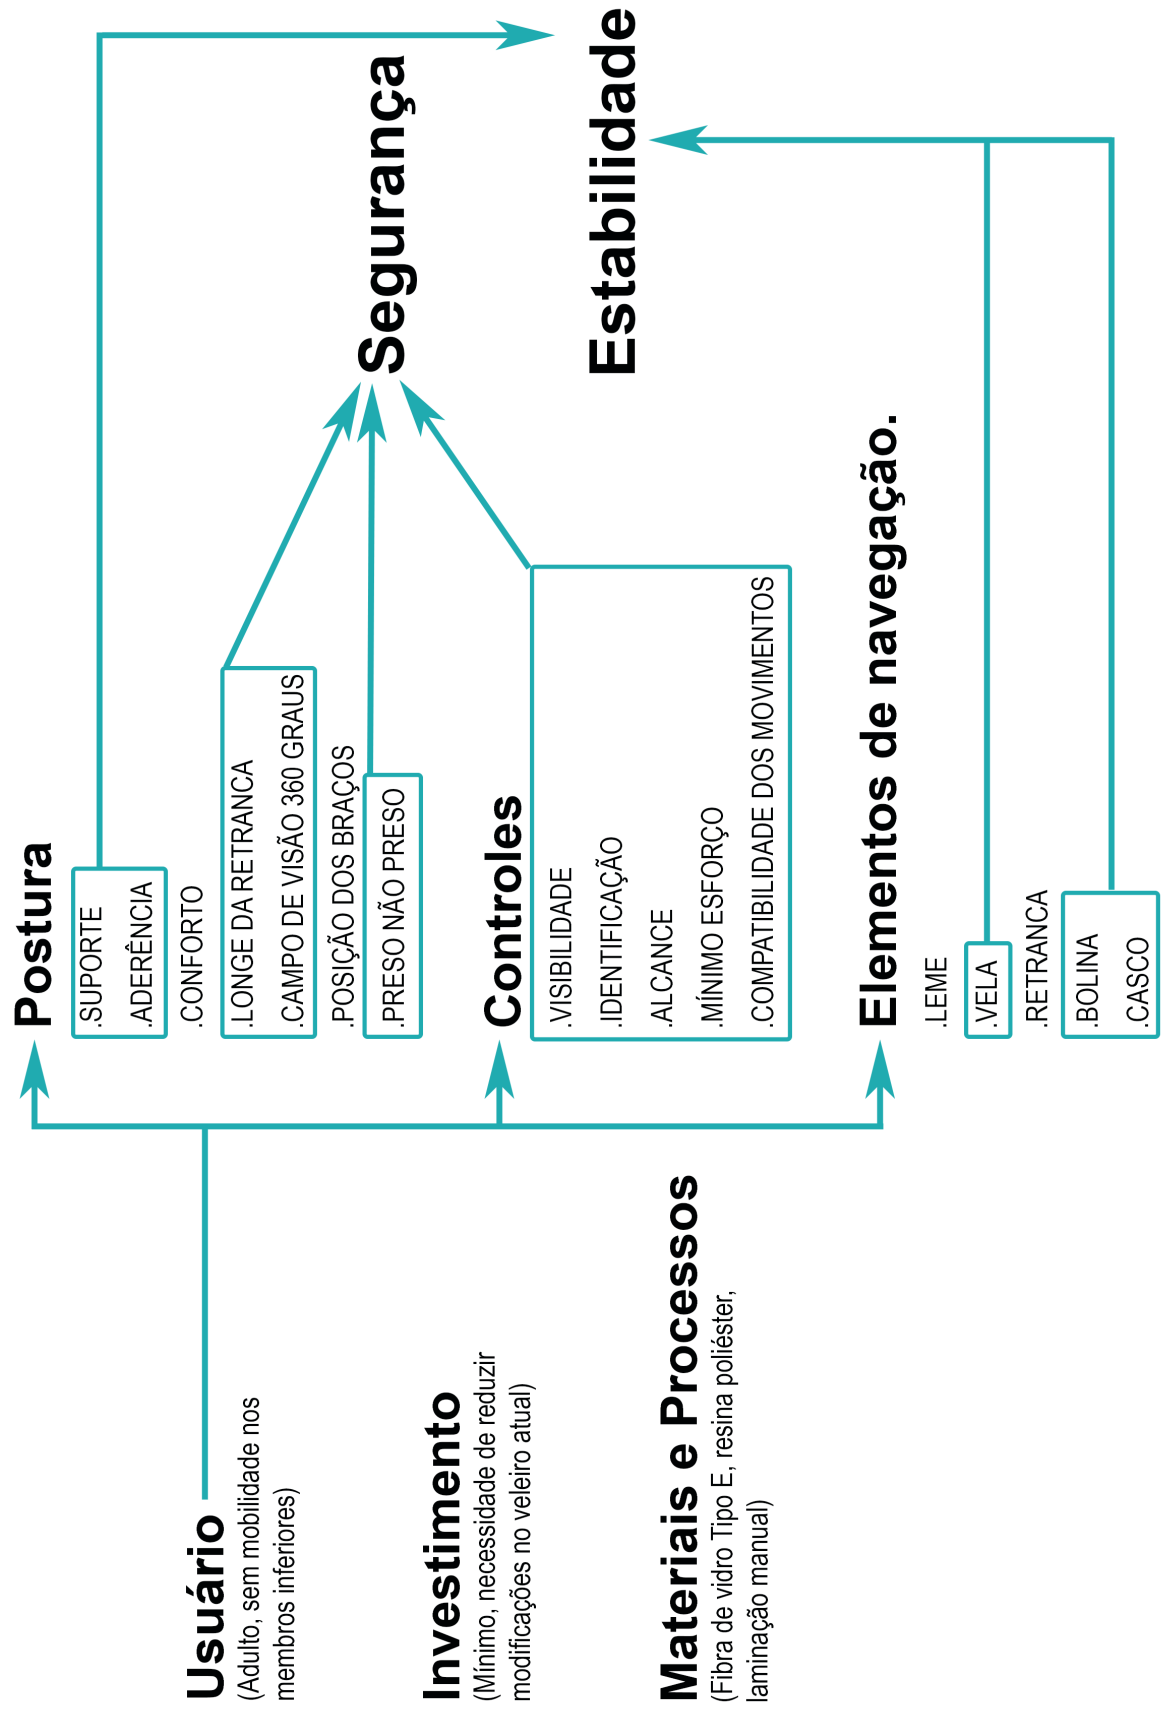 Usuário
(Adulto, sem mobilidade nos
membros inferiores)
Investimento
(Mínimo, necessidade de reduzir
modificações no veleiro atual)
Materiais e Processos
(Fibra de vidro Tipo E, resina poliéster,
laminação manual)
Postura
.SUPORTE
.ADERÊNCIA
.CONFORTO
.LONGE DA RETRANCA
.CAMPO DE VISÃO 360 GRAUS
.POSIÇÃO DOS BRAÇOS
.PRESO NÃO PRESO
Controles
.VISIBILIDADE
.IDENTIFICAÇÃO
.ALCANCE
.MÍNIMO ESFORÇO
.COMPATIBILIDADE DOS MOVIMENTOS
Elementos de navegação.
.LEME
.VELA
.RETRANCA
.BOLINA
.CASCO
Segurança
Estabilidade